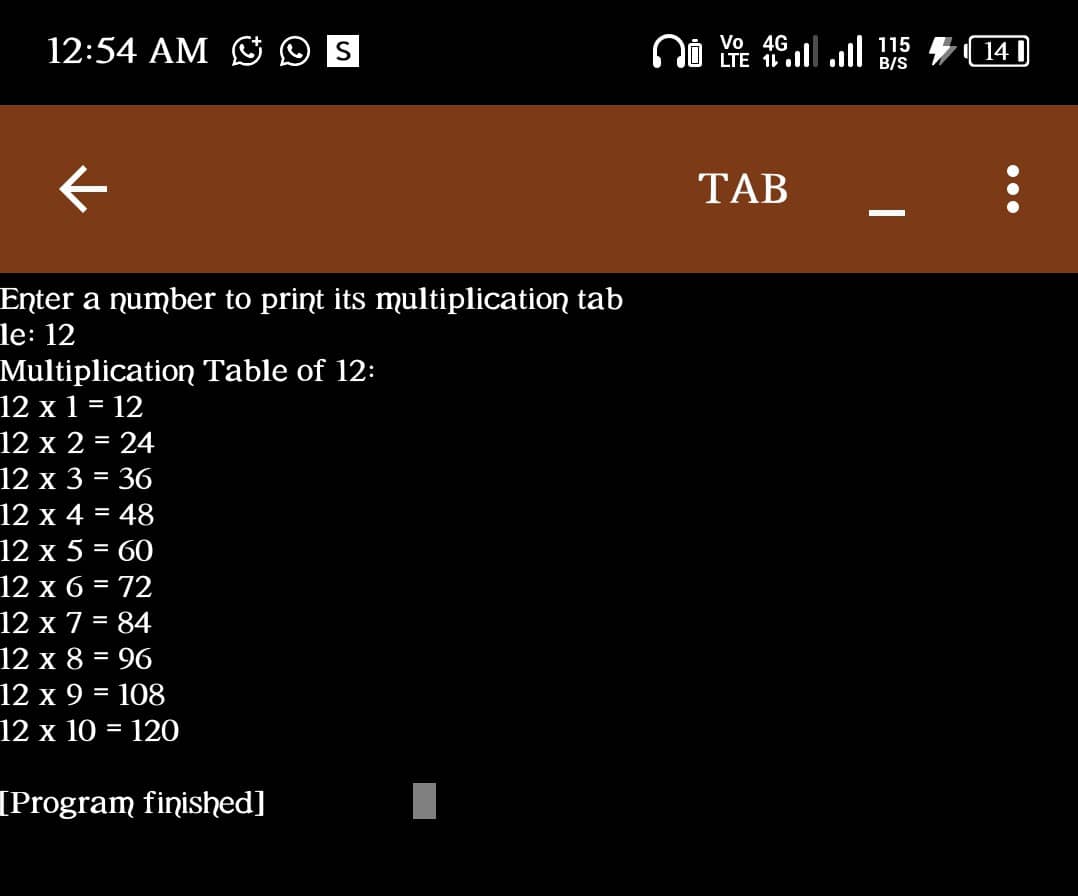 12:54 AM S Vo LTE 4G 115 B/S 14
TAB
Enter a number to print its multiplication tab
le: 12
Multiplication Table of 12:
12 x 1 = 12
12 x 2 = 24
12 x 3 = 36
12 x 4 = 48
12 x 5 = 60
12 x 6 = 72
12 x 7 = 84
12 x 8 = 96
12 x 9 = 108
12 x 10 = 120
[Program finished]